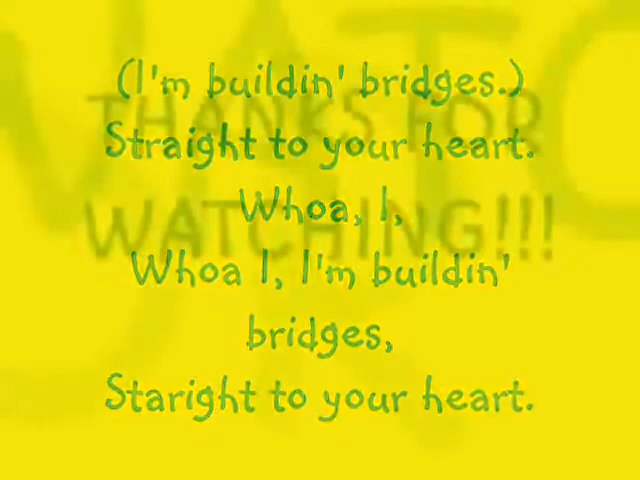 (I'm buildin' bridges.)
THANKS FOR
Straight to your heart.
Whoa, I,
WATCHING!!!
Whoa I, I'm buildin'
bridges,
Staright to your heart.